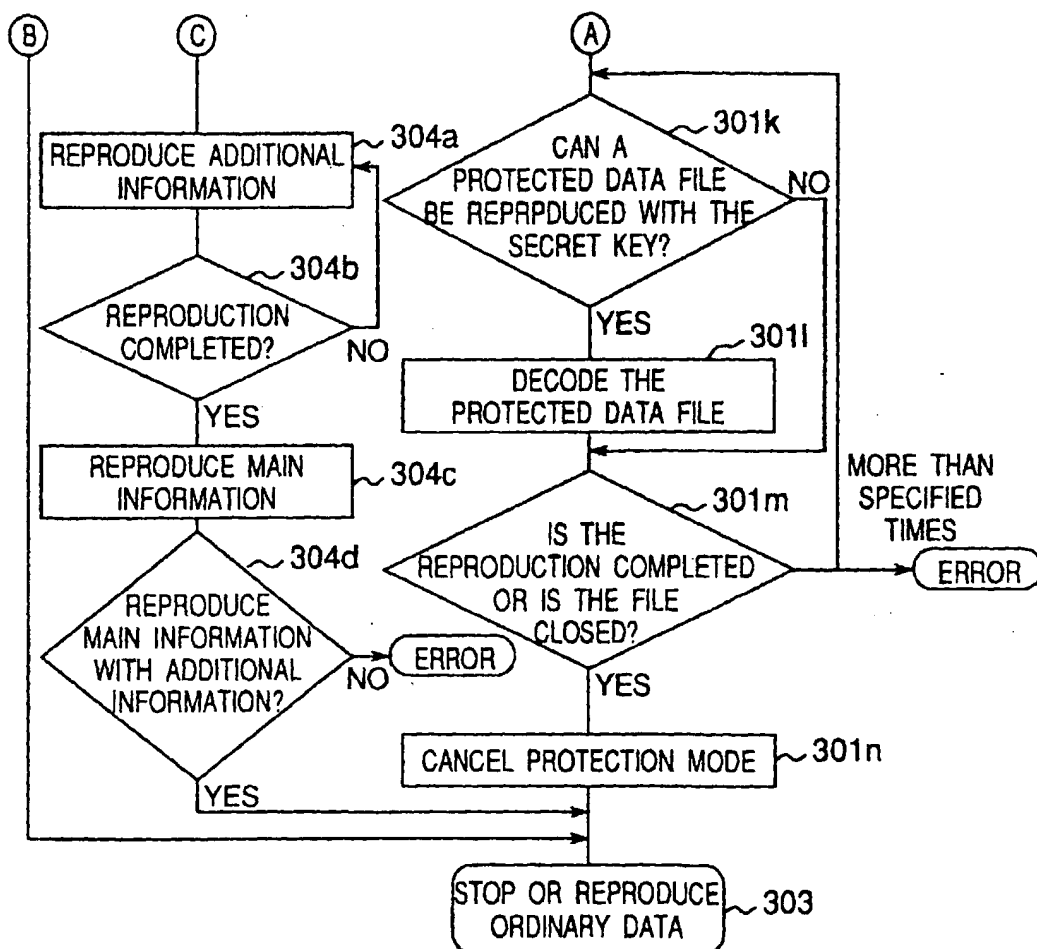 B
C
A
304a
REPRODUCE ADDITIONAL
INFORMATION
304b
REPRODUCTION
COMPLETED?
NO
YES
REPRODUCE MAIN
INFORMATION
304c
304d
REPRODUCE
MAIN INFORMATION
WITH ADDITIONAL
INFORMATION?
NO
ERROR
YES
301k
CAN A
PROTECTED DATA FILE
BE REPRPDUCED WITH THE
SECRET KEY?
NO
YES
301l
DECODE THE
PROTECTED DATA FILE
301m
IS THE
REPRODUCTION COMPLETED
OR IS THE FILE
CLOSED?
MORE THAN
SPECIFIED
TIMES
ERROR
YES
CANCEL PROTECTION MODE
301n
STOP OR REPRODUCE
ORDINARY DATA
303